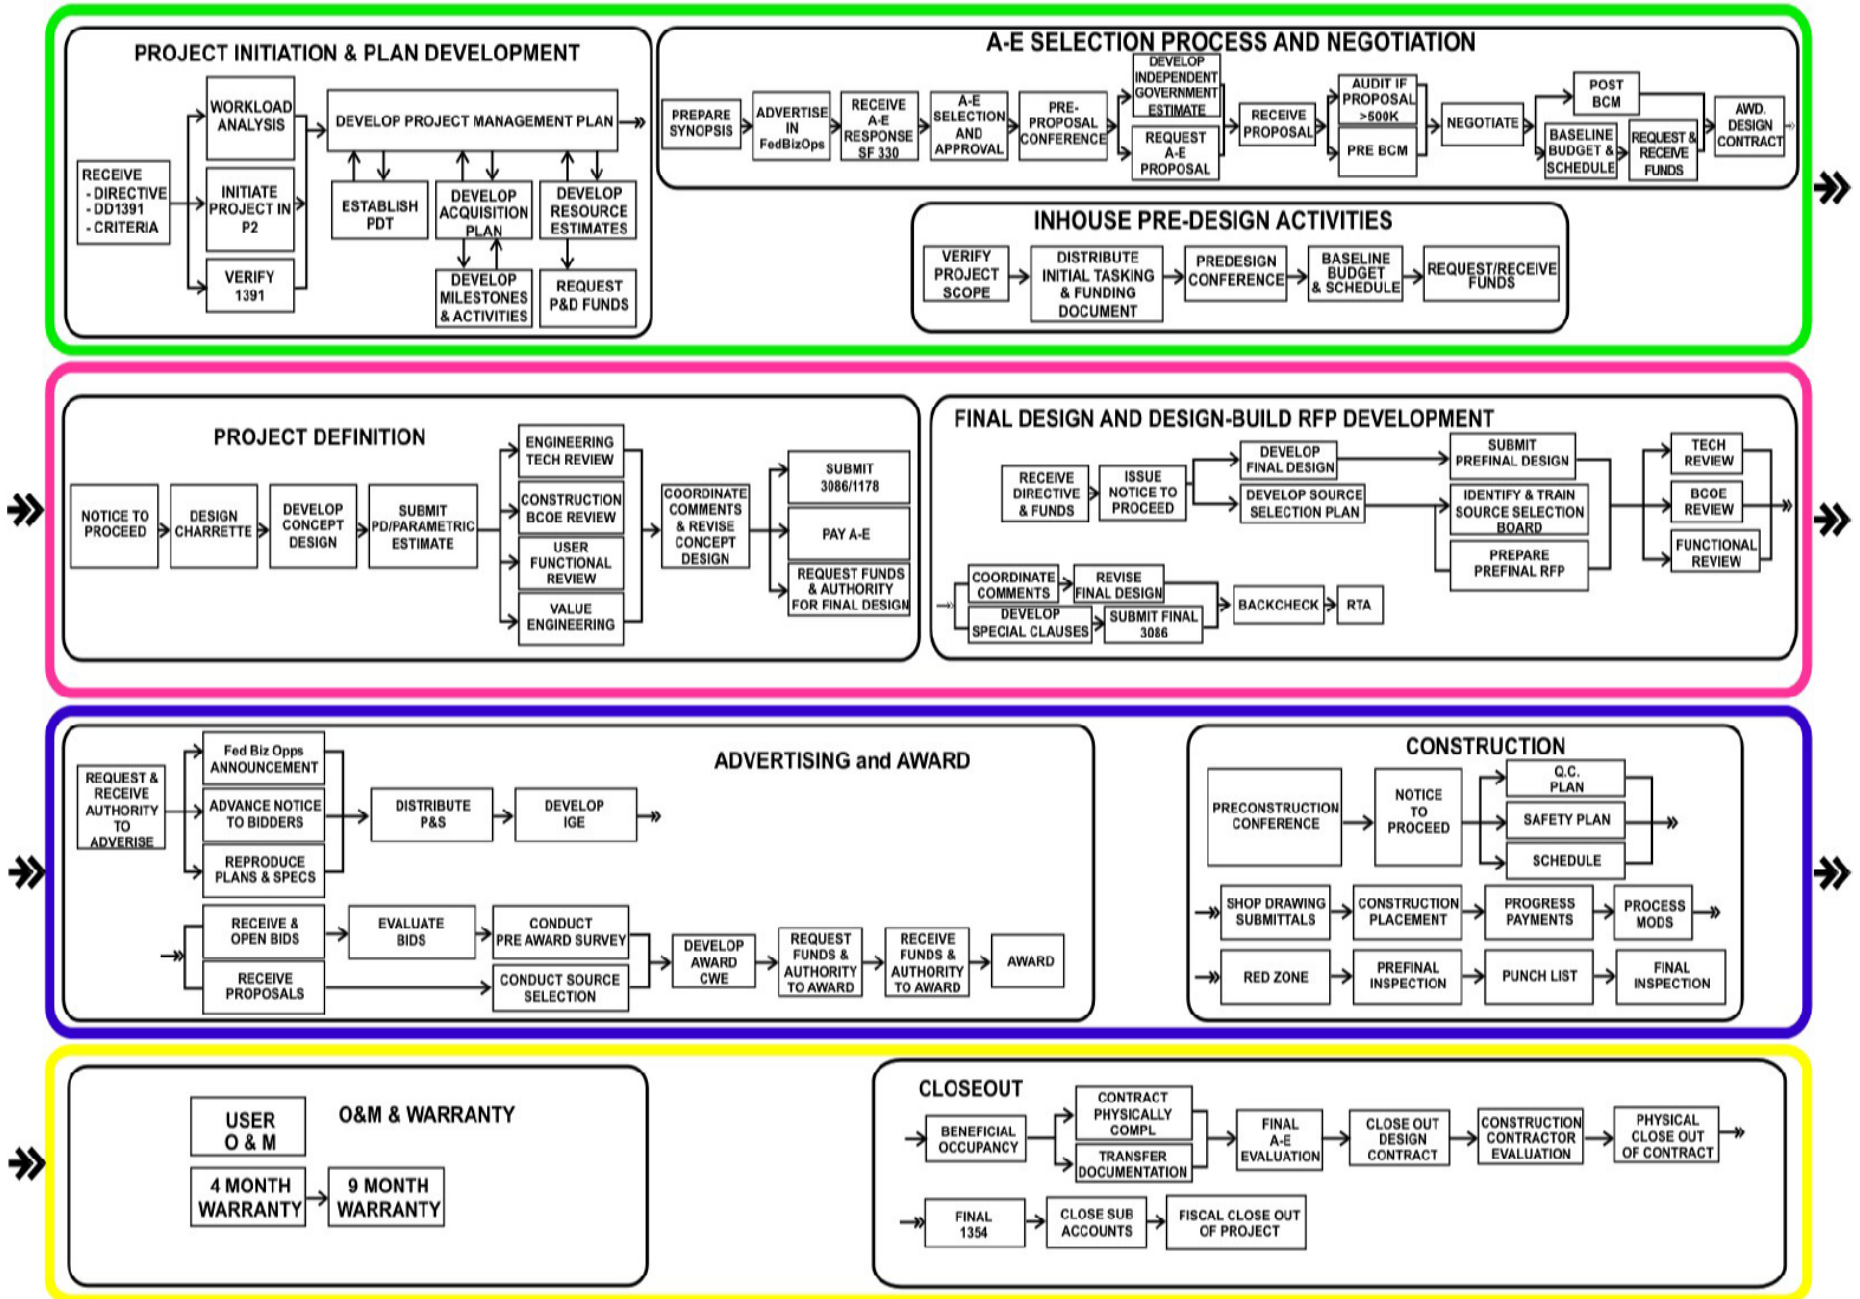 PROJECT INITIATION & PLAN DEVELOPMENT
RECEIVE
- DIRECTIVE
- DD1391
- CRITERIA
WORKLOAD
ANALYSIS
INITIATE
PROJECT IN
P2
VERIFY
1391
DEVELOP PROJECT MANAGEMENT PLAN
ESTABLISH
PDT
DEVELOP
ACQUISITION
PLAN
DEVELOP
RESOURCE
ESTIMATES
DEVELOP
MILESTONES
& ACTIVITIES
REQUEST
P&D FUNDS
A-E SELECTION PROCESS AND NEGOTIATION
PREPARE
SYNOPSIS
ADVERTISE
IN
FedBizOps
RECEIVE
A-E
RESPONSE
SF 330
A-E
SELECTION
AND
APPROVAL
PRE-
PROPOSAL
CONFERENCE
DEVELOP
INDEPENDENT
GOVERNMENT
ESTIMATE
REQUEST
A-E
PROPOSAL
RECEIVE
PROPOSAL
AUDIT IF
PROPOSAL
>500K
PRE BCM
NEGOTIATE
POST
BCM
BASELINE
BUDGET &
SCHEDULE
REQUEST &
RECEIVE
FUNDS
AWD.
DESIGN
CONTRACT
INHOUSE PRE-DESIGN ACTIVITIES
VERIFY
PROJECT
SCOPE
DISTRIBUTE
INITIAL TASKING
& FUNDING
DOCUMENT
PREDESIGN
CONFERENCE
BASELINE
BUDGET
& SCHEDULE
REQUEST/RECEIVE
FUNDS
PROJECT DEFINITION
NOTICE TO
PROCEED
DESIGN
CHARRETTE
DEVELOP
CONCEPT
DESIGN
SUBMIT
PD/PARAMETRIC
ESTIMATE
ENGINEERING
TECH REVIEW
CONSTRUCTION
BCOE REVIEW
USER
FUNCTIONAL
REVIEW
VALUE
ENGINEERING
COORDINATE
COMMENTS
& REVISE
CONCEPT
DESIGN
SUBMIT
3086/1178
PAY A-E
REQUEST FUNDS
& AUTHORITY
FOR FINAL DESIGN
FINAL DESIGN AND DESIGN-BUILD RFP DEVELOPMENT
RECEIVE
DIRECTIVE
& FUNDS
ISSUE
NOTICE TO
PROCEED
DEVELOP
FINAL DESIGN
DEVELOP SOURCE
SELECTION PLAN
SUBMIT
PREFINAL DESIGN
IDENTIFY & TRAIN
SOURCE SELECTION
BOARD
PREPARE
PREFINAL RFP
TECH
REVIEW
BCOE
REVIEW
FUNCTIONAL
REVIEW
COORDINATE
COMMENTS
REVISE
FINAL DESIGN
DEVELOP
SPECIAL CLAUSES
SUBMIT FINAL
3086
BACKCHECK
RTA
ADVERTISING and AWARD
REQUEST &
RECEIVE
AUTHORITY
TO
ADVERISE
Fed Biz Opps
ANNOUNCEMENT
ADVANCE NOTICE
TO BIDDERS
REPRODUCE
PLANS & SPECS
DISTRIBUTE
P&S
DEVELOP
IGE
RECEIVE &
OPEN BIDS
EVALUATE
BIDS
CONDUCT
PRE AWARD SURVEY
RECEIVE
PROPOSALS
CONDUCT SOURCE
SELECTION
DEVELOP
AWARD
CWE
REQUEST
FUNDS &
AUTHORITY
TO AWARD
RECEIVE
FUNDS &
AUTHORITY
TO AWARD
AWARD
CONSTRUCTION
PRECONSTRUCTION
CONFERENCE
NOTICE
TO
PROCEED
Q.C.
PLAN
SAFETY PLAN
SCHEDULE
SHOP DRAWING
SUBMITTALS
CONSTRUCTION
PLACEMENT
PROGRESS
PAYMENTS
PROCESS
MODS
RED ZONE
PREFINAL
INSPECTION
PUNCH LIST
FINAL
INSPECTION
O&M & WARRANTY
USER
O & M
4 MONTH
WARRANTY
9 MONTH
WARRANTY
CLOSEOUT
BENEFICIAL
OCCUPANCY
CONTRACT
PHYSICALLY
COMPL
TRANSFER
DOCUMENTATION
FINAL
A-E
EVALUATION
CLOSE OUT
DESIGN
CONTRACT
CONSTRUCTION
CONTRACTOR
EVALUATION
PHYSICAL
CLOSE OUT
OF CONTRACT
FINAL
1354
CLOSE SUB
ACCOUNTS
FISCAL CLOSE OUT
OF PROJECT